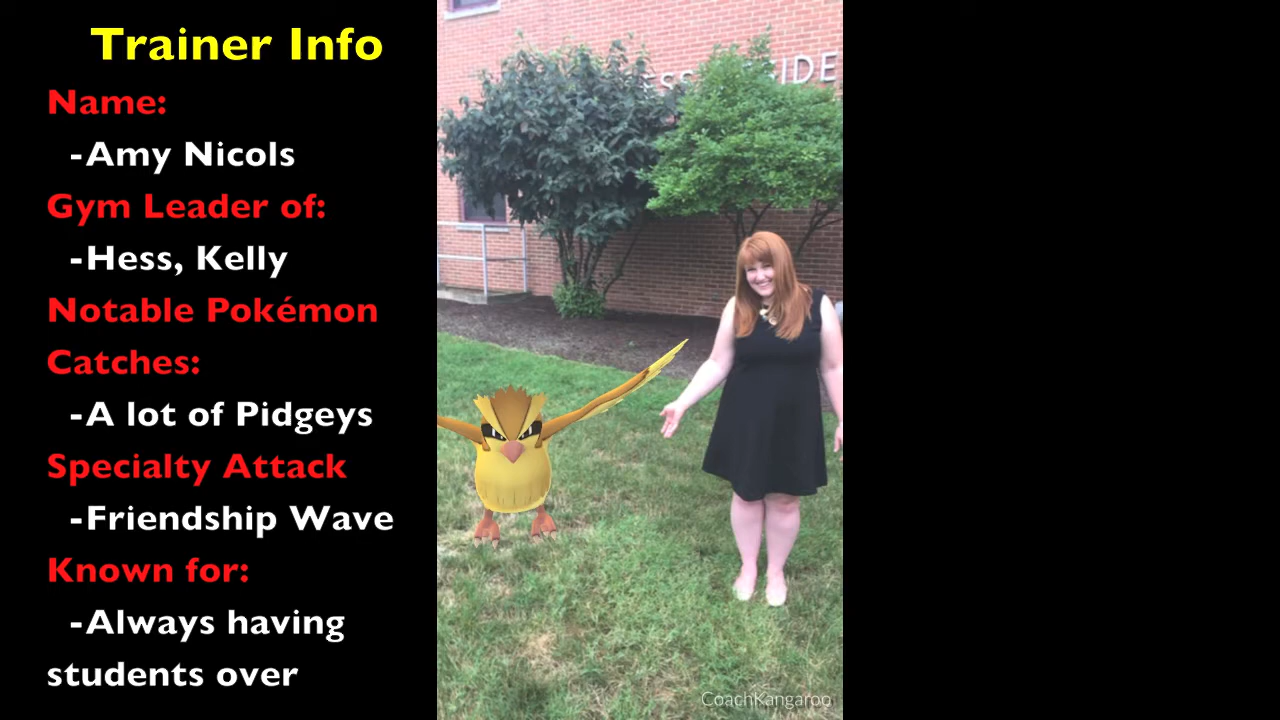 Trainer Info
Name:
-Amy Nicols
Gym Leader of:
-Hess, Kelly
Notable Pokémon
Catches:
-A lot of Pidgeys
Specialty Attack
-Friendship Wave
Known for:
-Always having
students over
CoachKangaroo